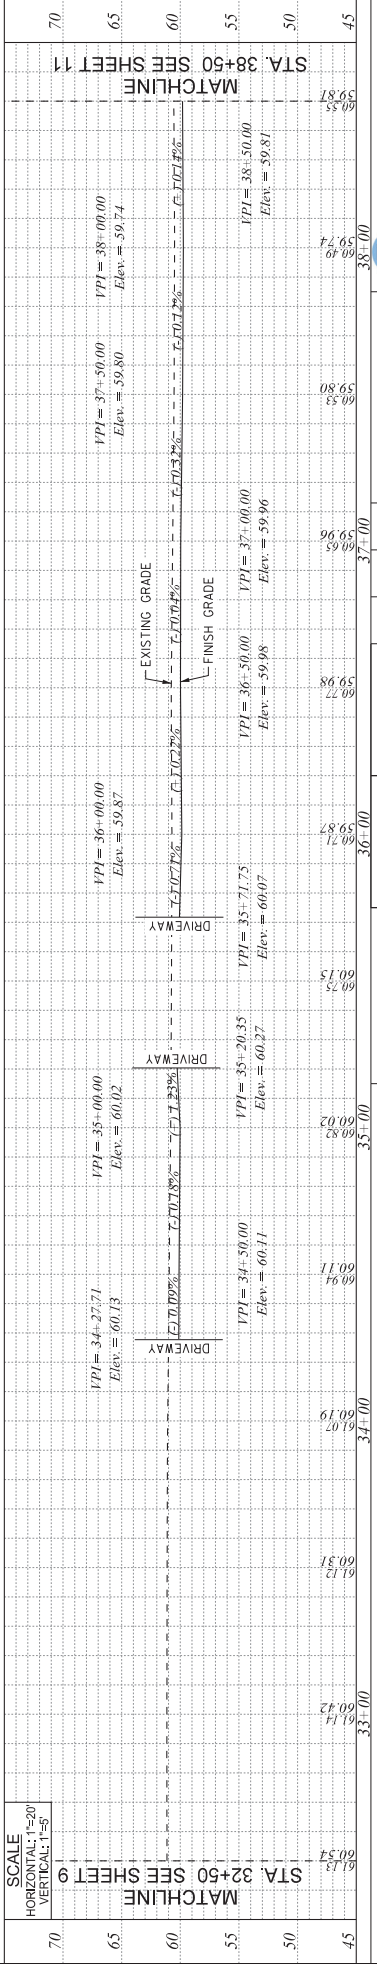 SCALE
HORIZONTAL: 1"=20'
VERTICAL: 1"=5'
70
65
60
55
50
45
MATCHLINE
STA. 32+50 SEE SHEET 9
MATCHLINE
STA. 38+50 SEE SHEET 11
70
65
60
55
50
45
VPI = 34+27.71
Elev. = 60.13
VPI = 35+00.00
Elev. = 60.02
VPI = 36+00.00
Elev. = 59.87
VPI = 37+50.00
Elev. = 59.80
VPI = 38+00.00
Elev. = 59.74
EXISTING GRADE
FINISH GRADE
DRIVEWAY
(-) 0.09%
(-) 0.18%
(+) 1.23%
DRIVEWAY
DRIVEWAY
(-) 0.71%
(+) 0.22%
(-) 0.04%
(-) 0.32%
(-) 0.12%
(+) 0.14%
VPI = 34+50.00
Elev. = 60.11
VPI = 35+20.35
Elev. = 60.27
VPI = 35+71.75
Elev. = 60.07
VPI = 36+50.00
Elev. = 59.98
VPI = 37+00.00
Elev. = 59.96
VPI = 38+50.00
Elev. = 59.81
60.54
61.13
60.42
61.14
60.31
61.12
60.19
61.07
60.11
60.94
60.02
60.82
60.15
60.75
59.87
60.71
59.98
60.77
59.96
60.65
59.80
60.53
59.74
60.49
59.81
60.55
33+00
34+00
35+00
36+00
37+00
38+00